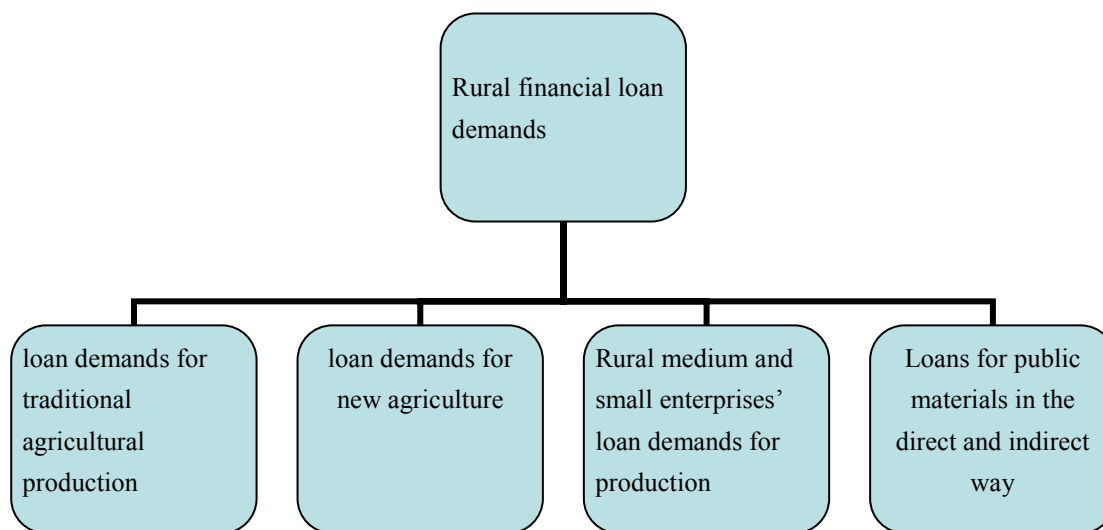 Rural financial loan
demands
loan demands for
traditional
agricultural
production
loan demands for
new agriculture
Rural medium and
small enterprises’
loan demands for
production
Loans for public
materials in the
direct and indirect
way